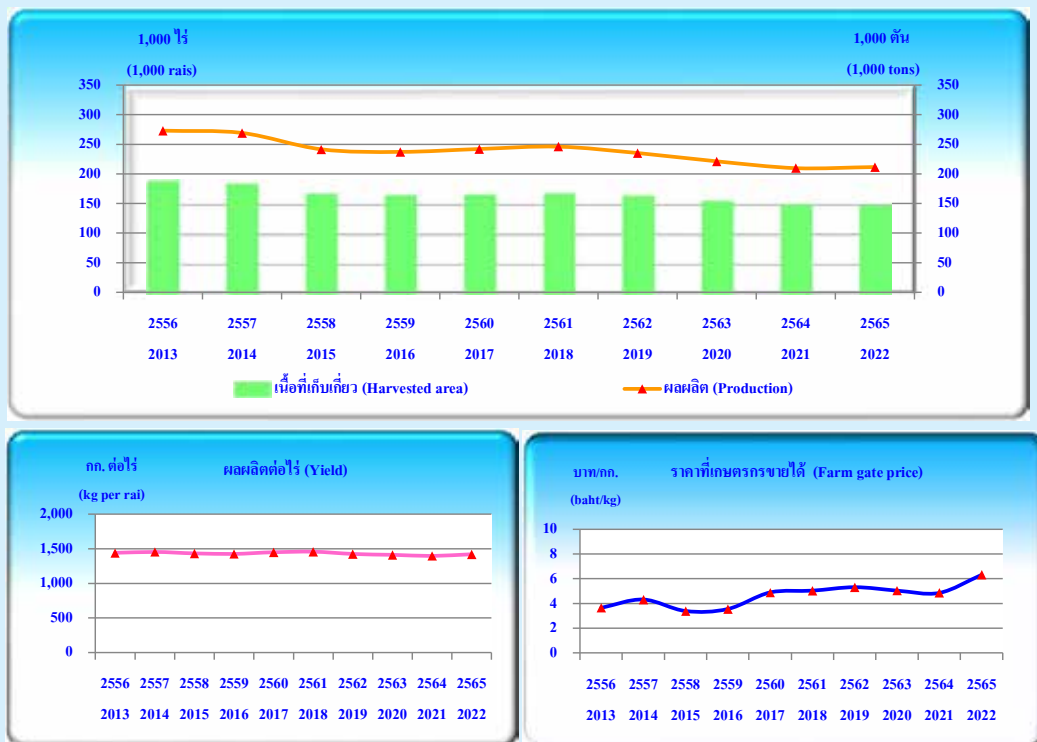 1,000 ไร่ 1,000 ตัน
(1,000 rais) (1,000 tons)
350 350
300 300
250 250
200 200
150 150
100 100
50 50
0 0
2556 2557 2558 2559 2560 2561 2562 2563 2564 2565
2013 2014 2015 2016 2017 2018 2019 2020 2021 2022
เนื้อที่เก็บเกี่ยว (Harvested area) ผลผลิต (Production)
กก. ต่อไร่ ผลผลิตต่อไร่ (Yield)
(kg per rai)
2,000
1,500
1,000
500
0
2556 2557 2558 2559 2560 2561 2562 2563 2564 2565
2013 2014 2015 2016 2017 2018 2019 2020 2021 2022
บาท/กก. ราคาที่เกษตรกรขายได้ (Farm gate price)
(baht/kg)
10
8
6
4
2
0
2556 2557 2558 2559 2560 2561 2562 2563 2564 2565
2013 2014 2015 2016 2017 2018 2019 2020 2021 2022